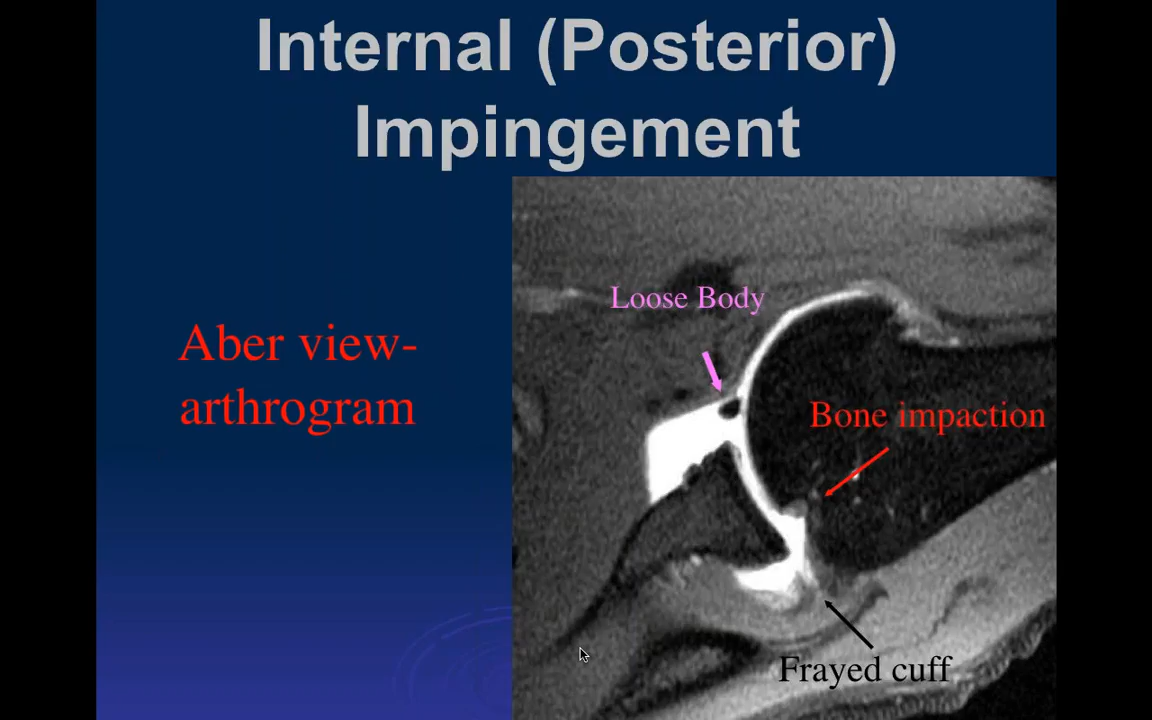 Internal (Posterior)
Impingement
Loose Body
Aber view-
arthrogram
Bone impaction
Frayed cuff